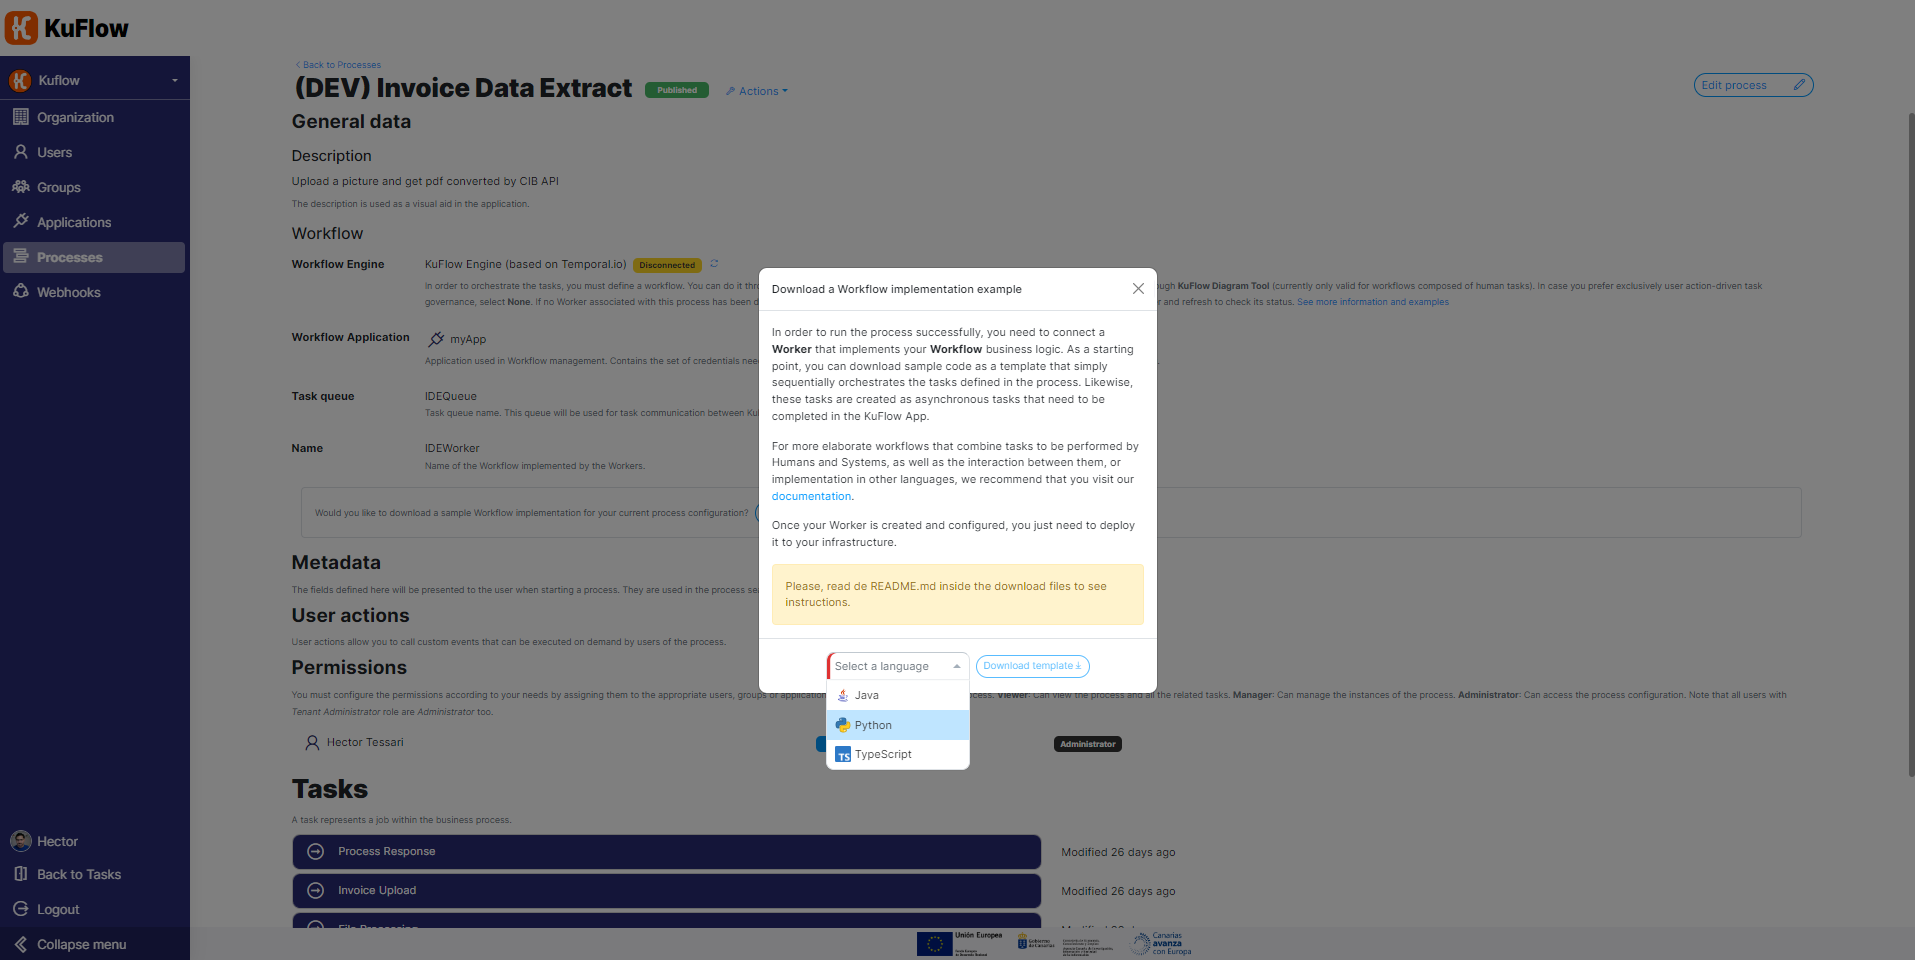 KuFlow
Kuflow
Organization
Users
Groups
Applications
Processes
Webhooks
Hector
Back to Tasks
Logout
Collapse menu
Back to Processes
(DEV) Invoice Data Extract
Published
Actions
Edit process
General data
Description
Upload a picture and get pdf converted by CIB API
The description is used as a visual aid in the application.
Workflow
Workflow Engine
KuFlow Engine (based on Temporal.io)
Disconnected
In order to orchestrate the tasks, you must define a workflow. You can do it thr
ough KuFlow Diagram Tool (currently only valid for workflows composed of human tasks). In case you prefer exclusively user action-driven task
governance, select None. If no Worker associated with this process has been d
r and refresh to check its status. See more information and examples
Workflow Application
myApp
Application used in Workflow management. Contains the set of credentials nee
Task queue
IDEQueue
Task queue name. This queue will be used for task communication between Ku
Name
IDEWorker
Name of the Workflow implemented by the Workers.
Would you like to download a sample Workflow implementation for your current process configuration?
Metadata
The fields defined here will be presented to the user when starting a process. They are used in the process se
User actions
User actions allow you to call custom events that can be executed on demand by users of the process.
Permissions
You must configure the permissions according to your needs by assigning them to the appropriate users, groups or application
cess. Viewer: Can view the process and all the related tasks. Manager: Can manage the instances of the process. Administrator: Can access the process configuration. Note that all users with
Tenant Administrator role are Administrator too.
Hector Tessari
Administrator
Tasks
A task represents a job within the business process.
Process Response
Modified 26 days ago
Invoice Upload
Modified 26 days ago
File Processing
Download a Workflow implementation example
In order to run the process successfully, you need to connect a
Worker that implements your Workflow business logic. As a starting
point, you can download sample code as a template that simply
sequentially orchestrates the tasks defined in the process. Likewise,
these tasks are created as asynchronous tasks that need to be
completed in the KuFlow App.
For more elaborate workflows that combine tasks to be performed by
Humans and Systems, as well as the interaction between them, or
implementation in other languages, we recommend that you visit our
documentation.
Once your Worker is created and configured, you just need to deploy
it to your infrastructure.
Please, read de README.md inside the download files to see
instructions.
Select a language
Download template
Java
Python
TS TypeScript
Unión Europea
Gobierno de Canarias
Canarias
avanza
con Europa